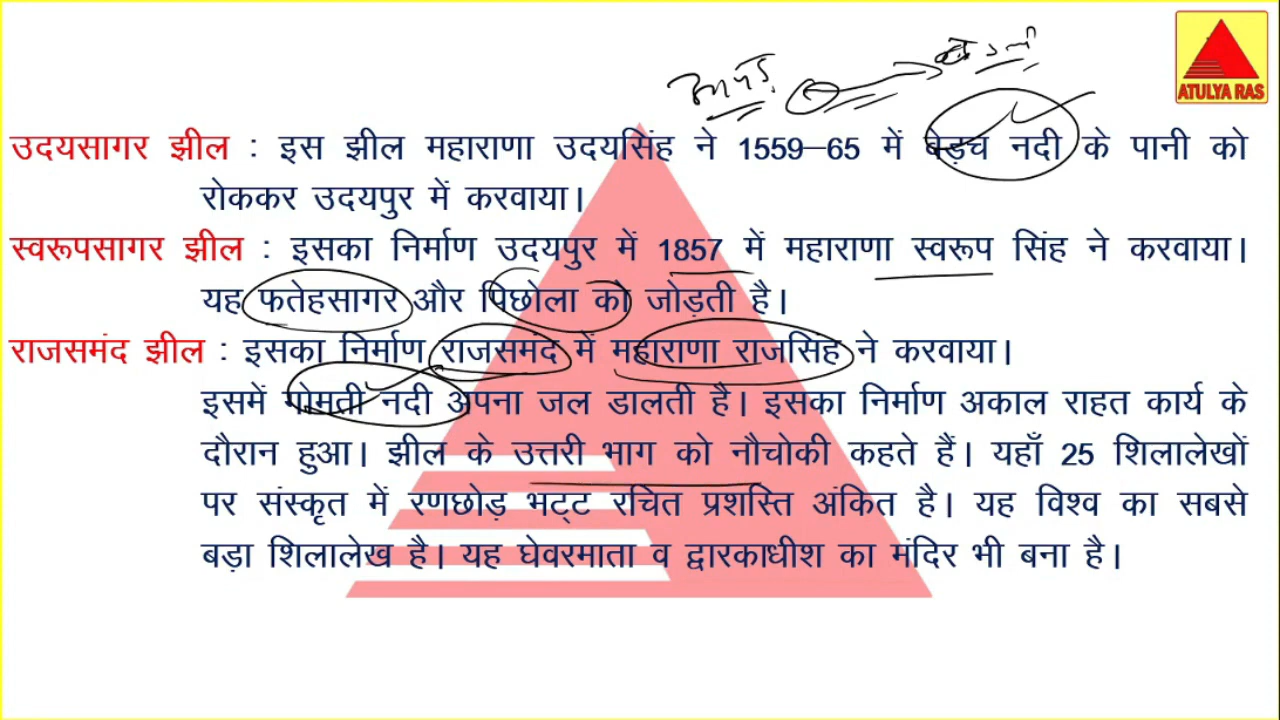 ATULYA RAS
उदयसागर झील : इस झील महाराणा उदयसिंह ने 1559–65 में बेड़च नदी के पानी को
रोककर उदयपुर में करवाया।
स्वरूपसागर झील : इसका निर्माण उदयपुर में 1857 में महाराणा स्वरूप सिंह ने करवाया।
यह फतेहसागर और पिछोला को जोड़ती है।
राजसमंद झील : इसका निर्माण राजसमंद में महाराणा राजसिंह ने करवाया।
इसमें गोमती नदी अपना जल डालती है। इसका निर्माण अकाल राहत कार्य के
दौरान हुआ। झील के उत्तरी भाग को नौचोकी कहते हैं। यहाँ 25 शिलालेखों
पर संस्कृत में रणछोड़ भट्ट रचित प्रशस्ति अंकित है। यह विश्व का सबसे
बड़ा शिलालेख है। यह घेवरमाता व द्वारकाधीश का मंदिर भी बना है।